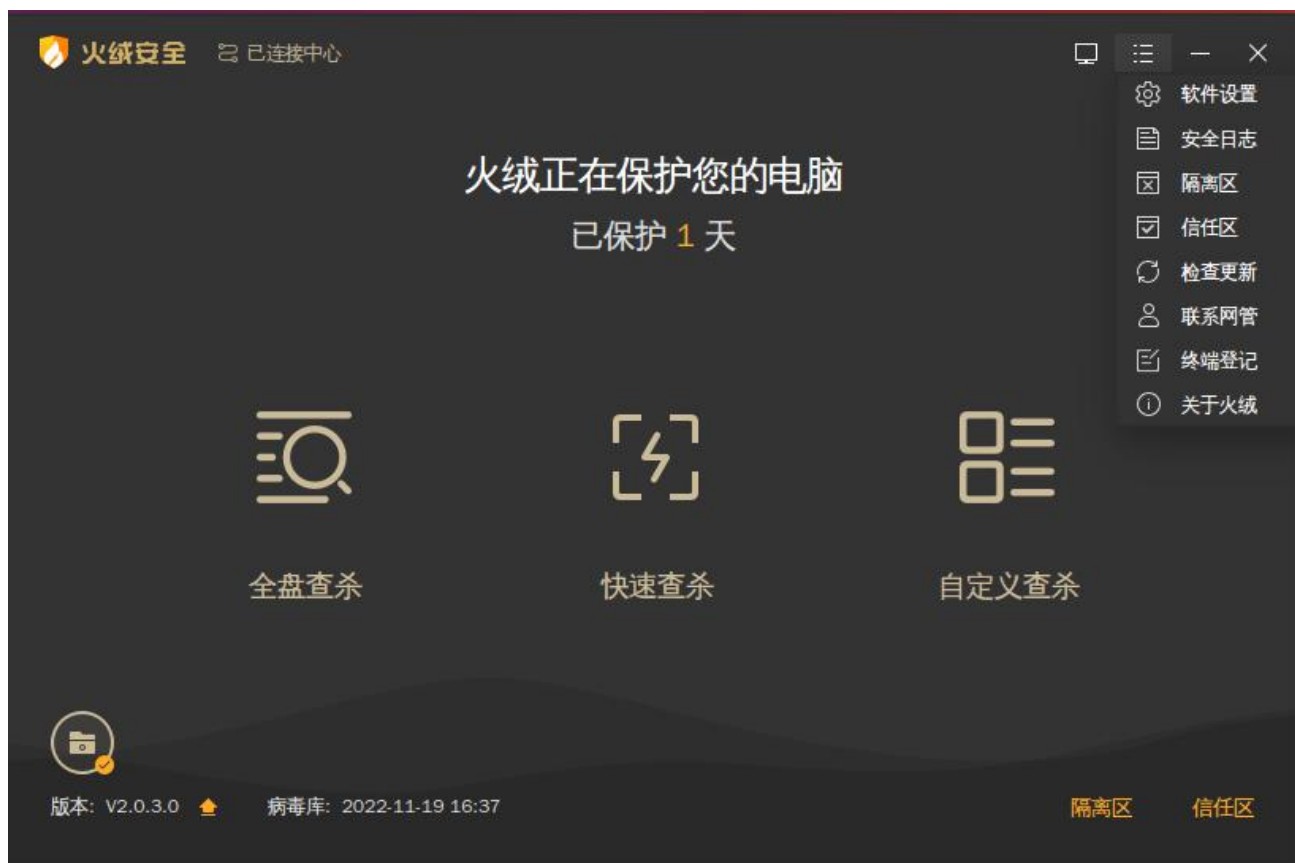 火绒安全 已连接中心
软件设置
安全日志
隔离区
信任区
检查更新
联系网管
终端登记
关于火绒
火绒正在保护您的电脑
已保护 1 天
全盘查杀 快速查杀 自定义查杀
版本: V2.0.3.0 病毒库: 2022-11-19 16:37 隔离区 信任区